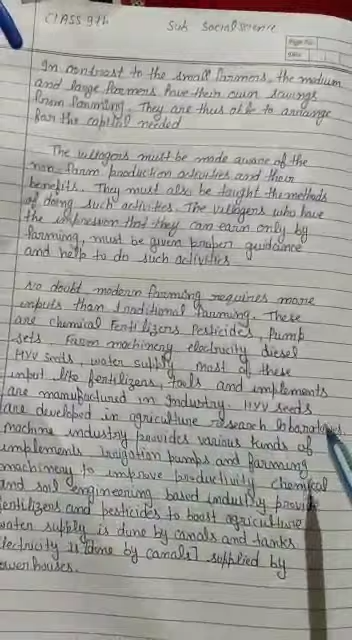 CLASS 9th Sub Social science
Page No.
Date
In contrast to the small farmers, the medium
and large farmers have their own savings
from farming. They are thus able to arrange
for the capital needed
The villagers must be made aware of the
non farm production activities and their
benefits. They must also be taught the methods
of doing such activities. The villagers who have
the impression that they can earn only by
farming, must be given proper guidance
and help to do such activities
No doubt modern farming requires more
inputs than traditional farming. These
are chemical Fertilizers, Pesticides, Pump
sets Farm machinery electricity diesel
HYV seeds, water supply most of these
input like fertilizers, tools and implements
are manufactured in Industry. HYV seeds
are developed in agriculture research
machine industry provides various kinds of
implements Irrigation pumps and farming
machinery to improve productivity chemical
and soil engineering based industry provide
fertilizers and pesticides to boost agriculture
water supply is done by canals and tanks
lectricity is [done by canals] supplied by
ower houses.